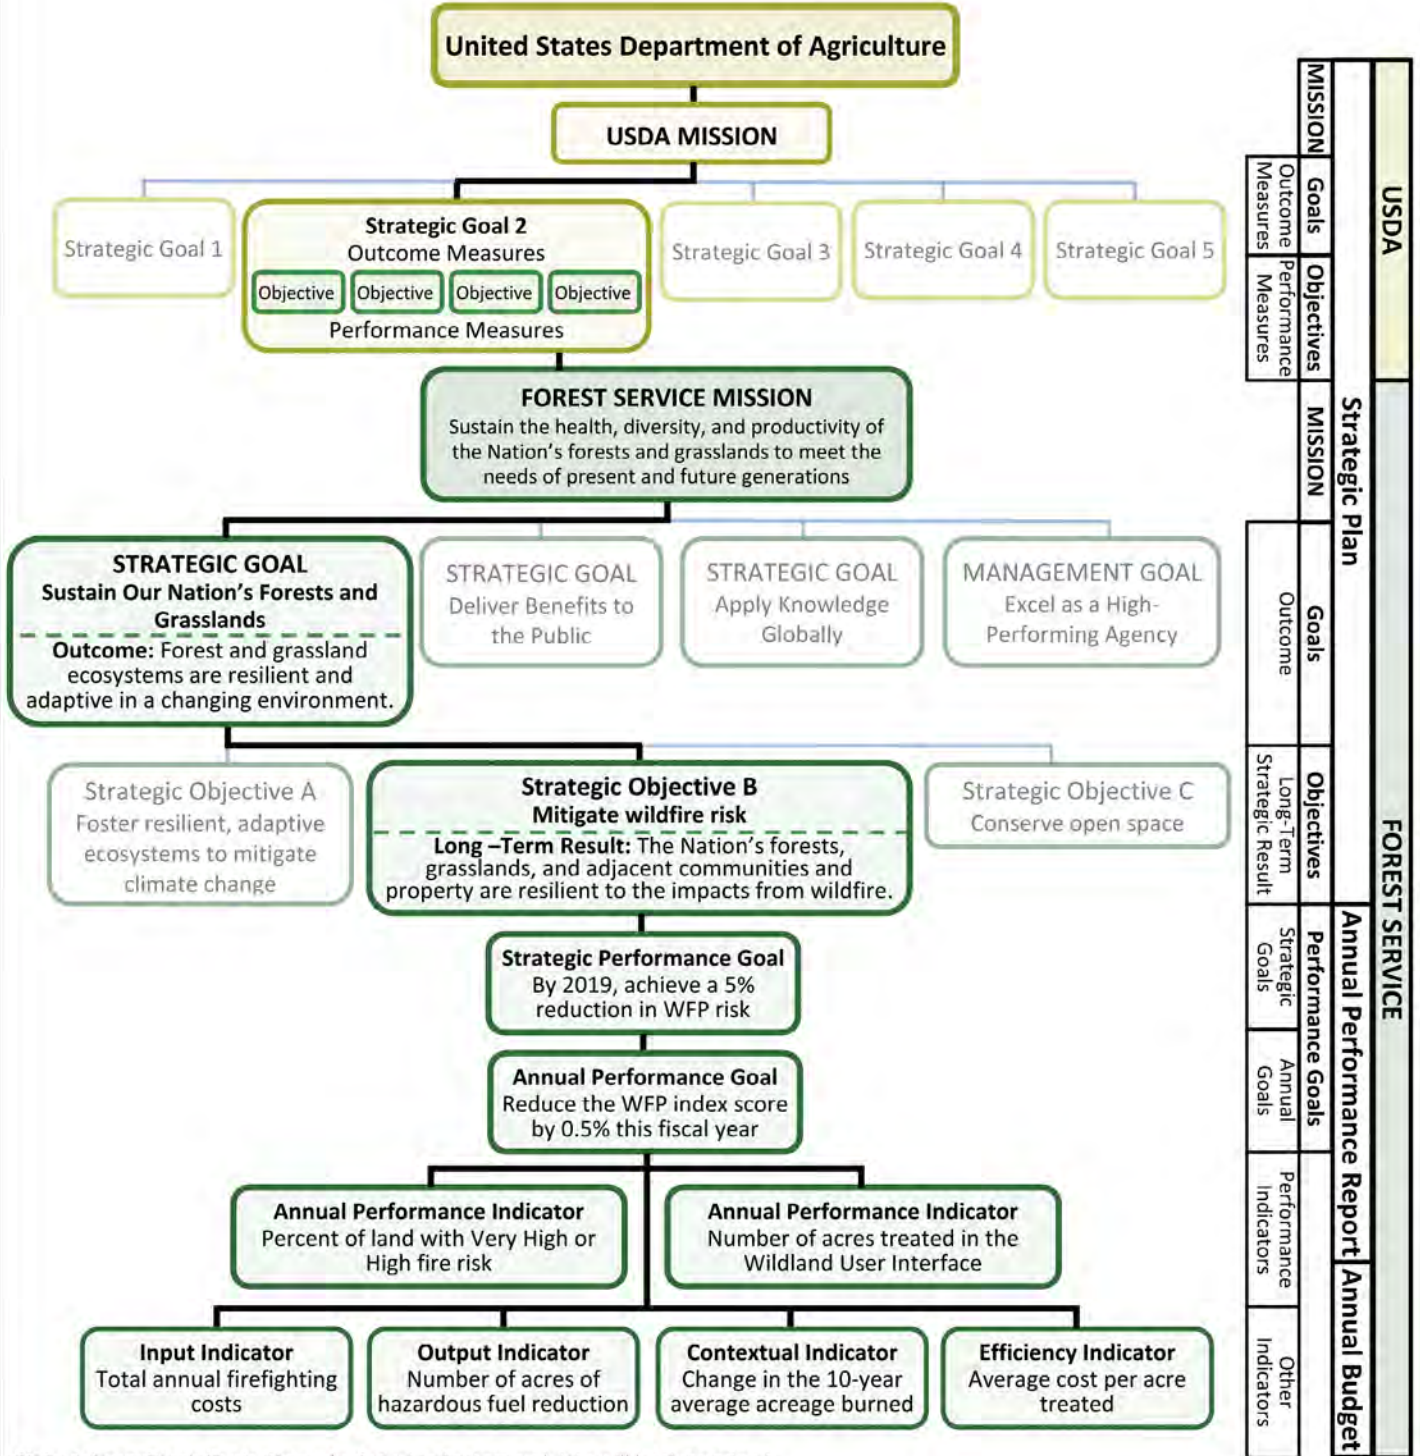 United States Department of Agriculture
USDA MISSION
Strategic Goal 1
Strategic Goal 2
Outcome Measures
Objective
Objective
Objective
Objective
Performance Measures
Strategic Goal 3
Strategic Goal 4
Strategic Goal 5
FOREST SERVICE MISSION
Sustain the health, diversity, and productivity of
the Nation's forests and grasslands to meet the
needs of present and future generations
STRATEGIC GOAL
Sustain Our Nation's Forests and
Grasslands
Outcome: Forest and grassland
ecosystems are resilient and
adaptive in a changing environment.
STRATEGIC GOAL
Deliver Benefits to
the Public
STRATEGIC GOAL
Apply Knowledge
Globally
MANAGEMENT GOAL
Excel as a High-
Performing Agency
Strategic Objective A
Foster resilient, adaptive
ecosystems to mitigate
climate change
Strategic Objective B
Mitigate wildfire risk
Long –Term Result: The Nation's forests,
grasslands, and adjacent communities and
property are resilient to the impacts from wildfire.
Strategic Objective C
Conserve open space
Strategic Performance Goal
By 2019, achieve a 5%
reduction in WFP risk
Annual Performance Goal
Reduce the WFP index score
by 0.5% this fiscal year
Annual Performance Indicator
Percent of land with Very High or
High fire risk
Annual Performance Indicator
Number of acres treated in the
Wildland User Interface
Input Indicator
Total annual firefighting
costs
Output Indicator
Number of acres of
hazardous fuel reduction
Contextual Indicator
Change in the 10-year
average acreage burned
Efficiency Indicator
Average cost per acre
treated
USDA
FOREST SERVICE
Strategic Plan
Annual Performance Report
Annual Budget
MISSION
Goals
Objectives
MISSION
Goals
Objectives
Performance Goals
Outcome
Measures
Performance
Measures
Outcome
Long-Term
Strategic Result
Strategic
Goals
Annual
Goals
Performance
Indicators
Other
Indicators